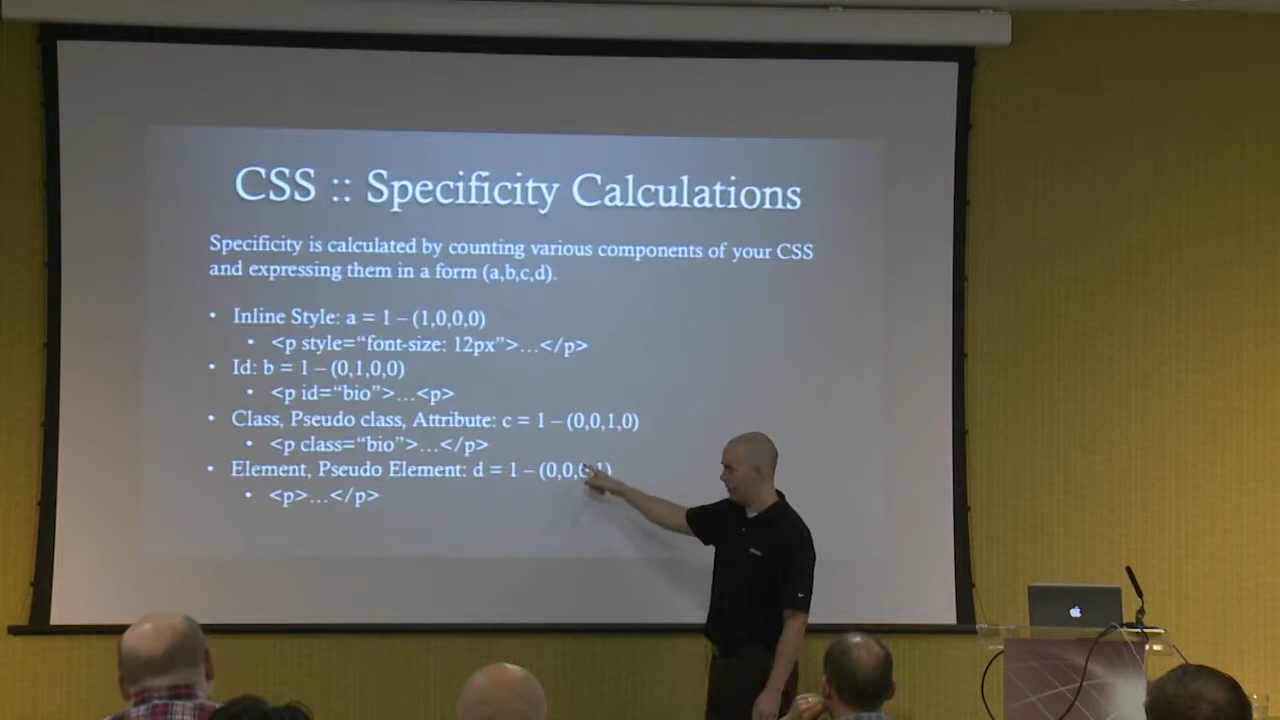 CSS :: Specificity Calculations
Specificity is calculated by counting various components of your CSS
and expressing them in a form (a,b,c,d).
• Inline Style: a = 1 – (1,0,0,0)
• <p style=“font-size: 12px”>…</p>
• Id: b = 1 – (0,1,0,0)
• <p id=“bio”>…<p>
• Class, Pseudo class, Attribute: c = 1 – (0,0,1,0)
• <p class=“bio”>…</p>
• Element, Pseudo Element: d = 1 – (0,0,0,1)
• <p>…</p>